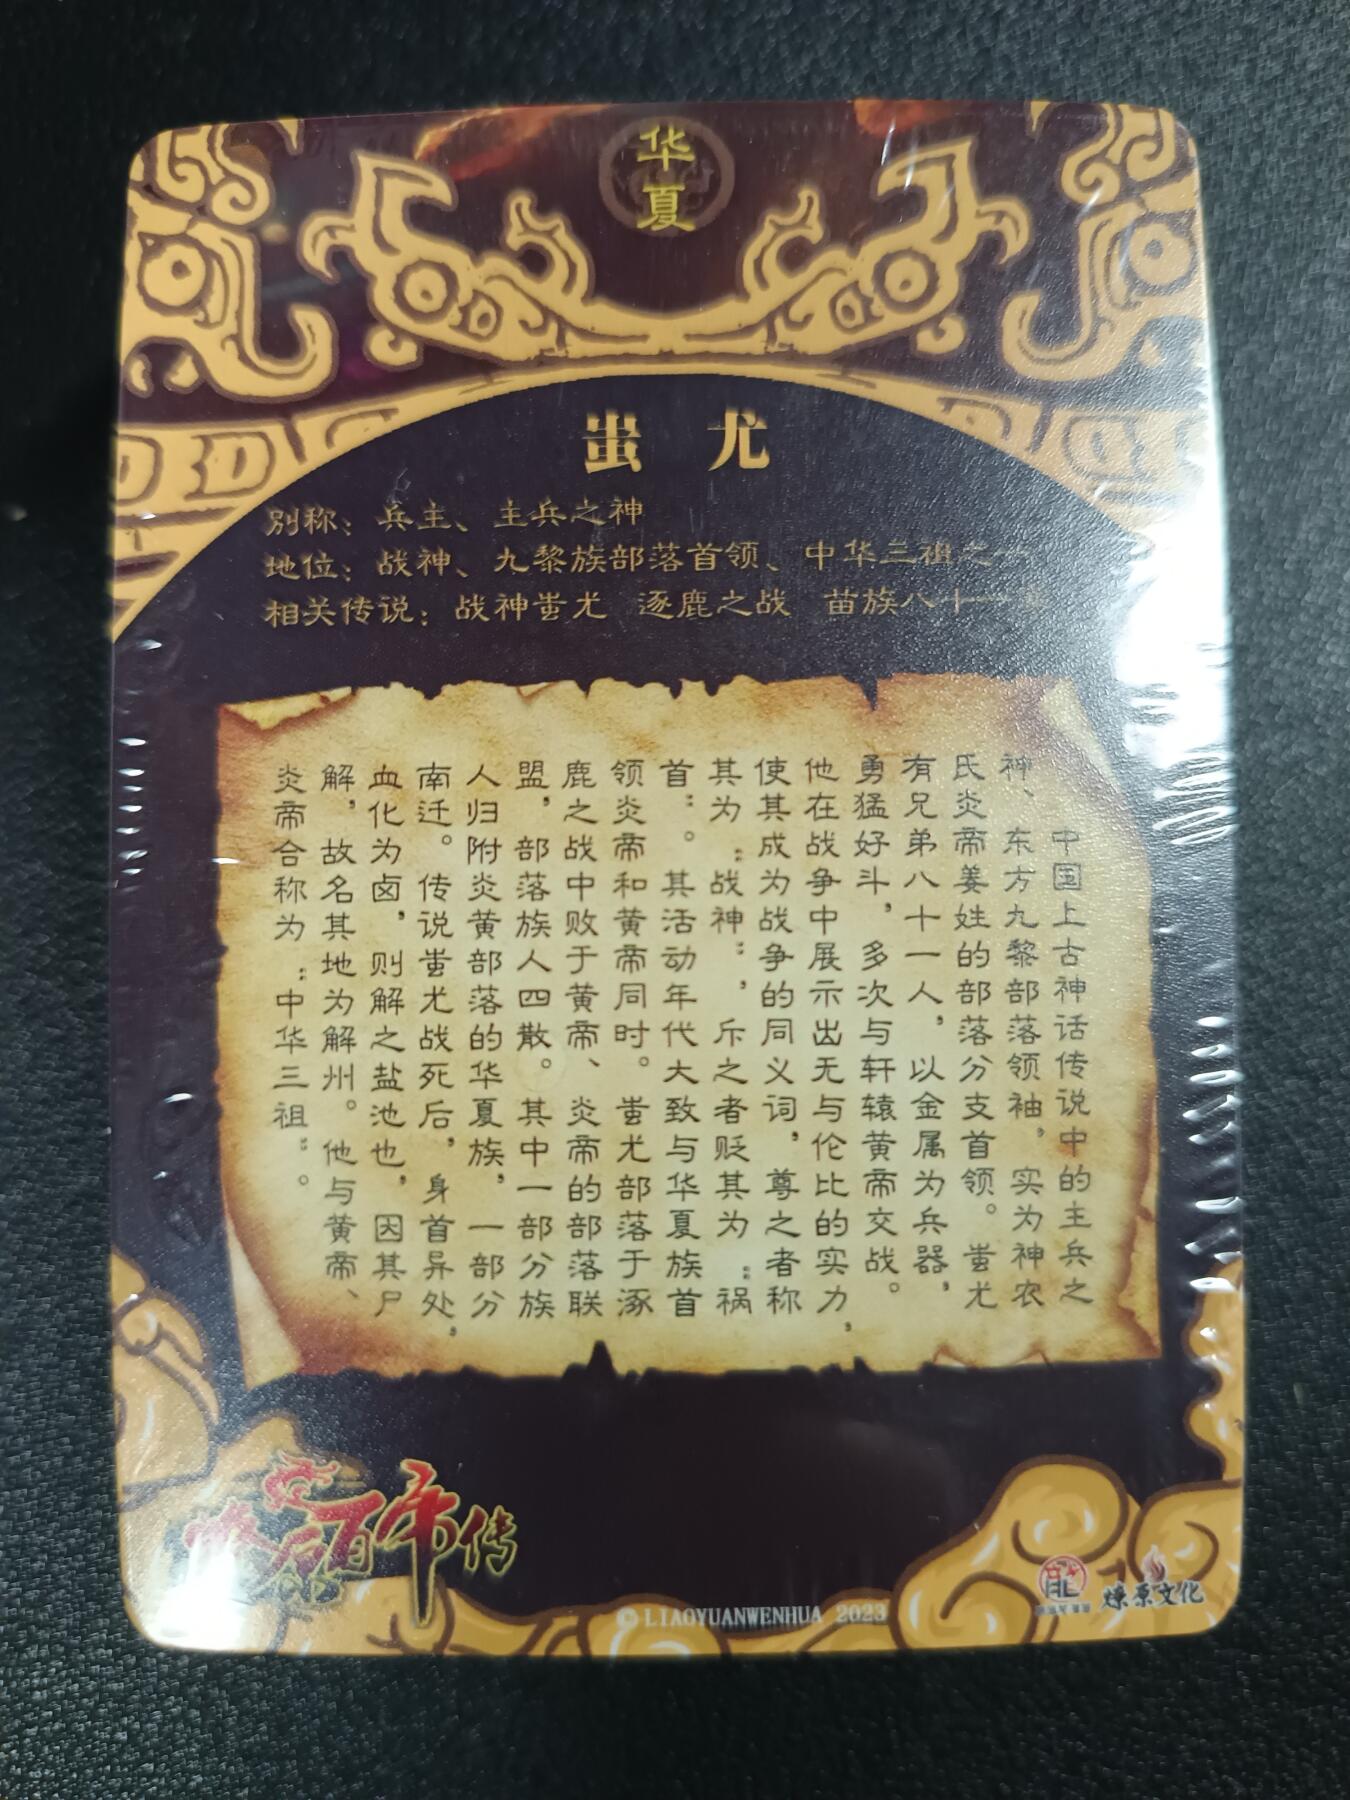 华
夏
蚩尤
别称：兵主、主兵之神
地位：战神、九黎族部落首领、中华三祖之一
相关传说：战神蚩尤 逐鹿之战 苗族八十一
中国上古神话传说中的主兵之
神、东方九黎部落领袖，实为神农
氏炎帝姜姓的部落分支首领。蚩尤
有兄弟八十一人，以金属为兵器，
勇猛好斗，多次与轩辕黄帝交战。
他在战争中展示出无与伦比的实力，
使其成为战争的同义词，尊之者称
其为“战神”，斥之者贬其为“祸
首”。其活动年代大致与华夏族首
领炎帝和黄帝同时。蚩尤部落于涿
鹿之战中败于黄帝、炎帝的部落联
盟，部落族人四散。其中一部分族
人归附炎黄部落的华夏族，一部分
南迁。传说蚩尤战死后，身首异处，
血化为卤，则解之盐池也，因其尸
解，故名其地为解州。他与黄帝、
炎帝合称为“中华三祖”。
百帝传
© LIAOYUANWENHUA 2023
燎原文化